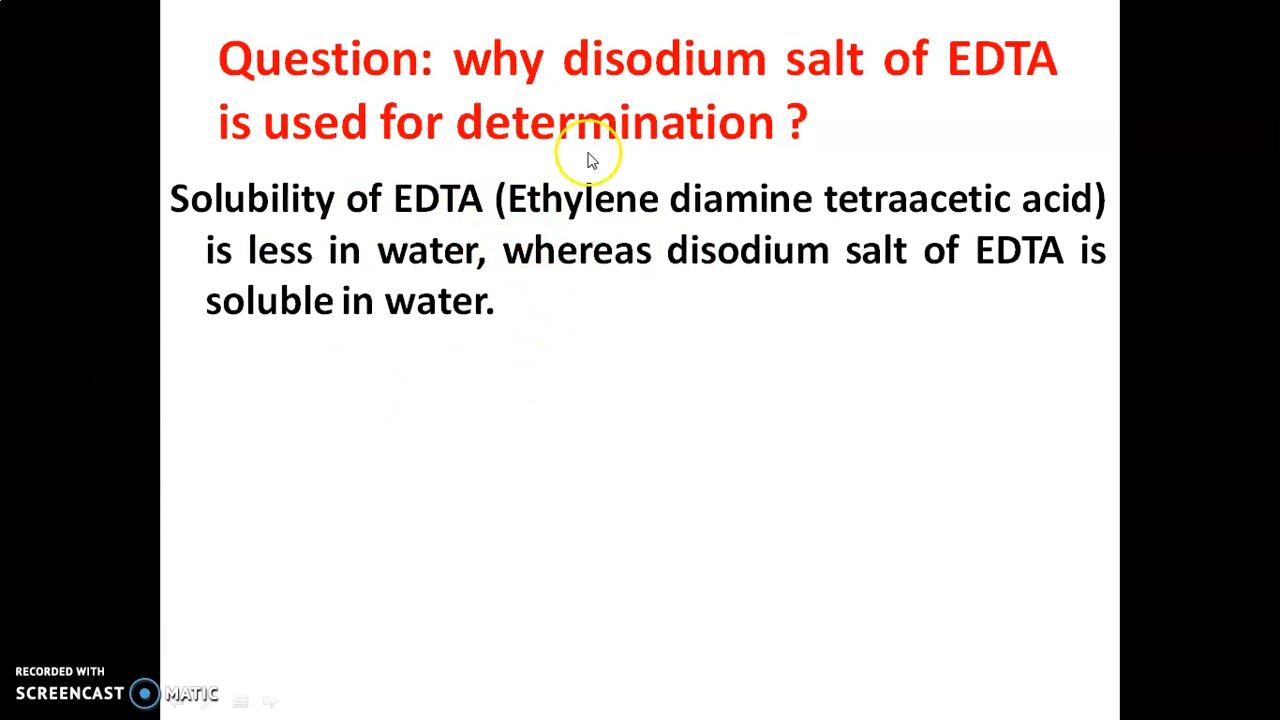 Question: why disodium salt of EDTA
is used for determination ?
Solubility of EDTA (Ethylene diamine tetraacetic acid)
is less in water, whereas disodium salt of EDTA is
soluble in water.
RECORDED WITH
SCREENCAST MATIC